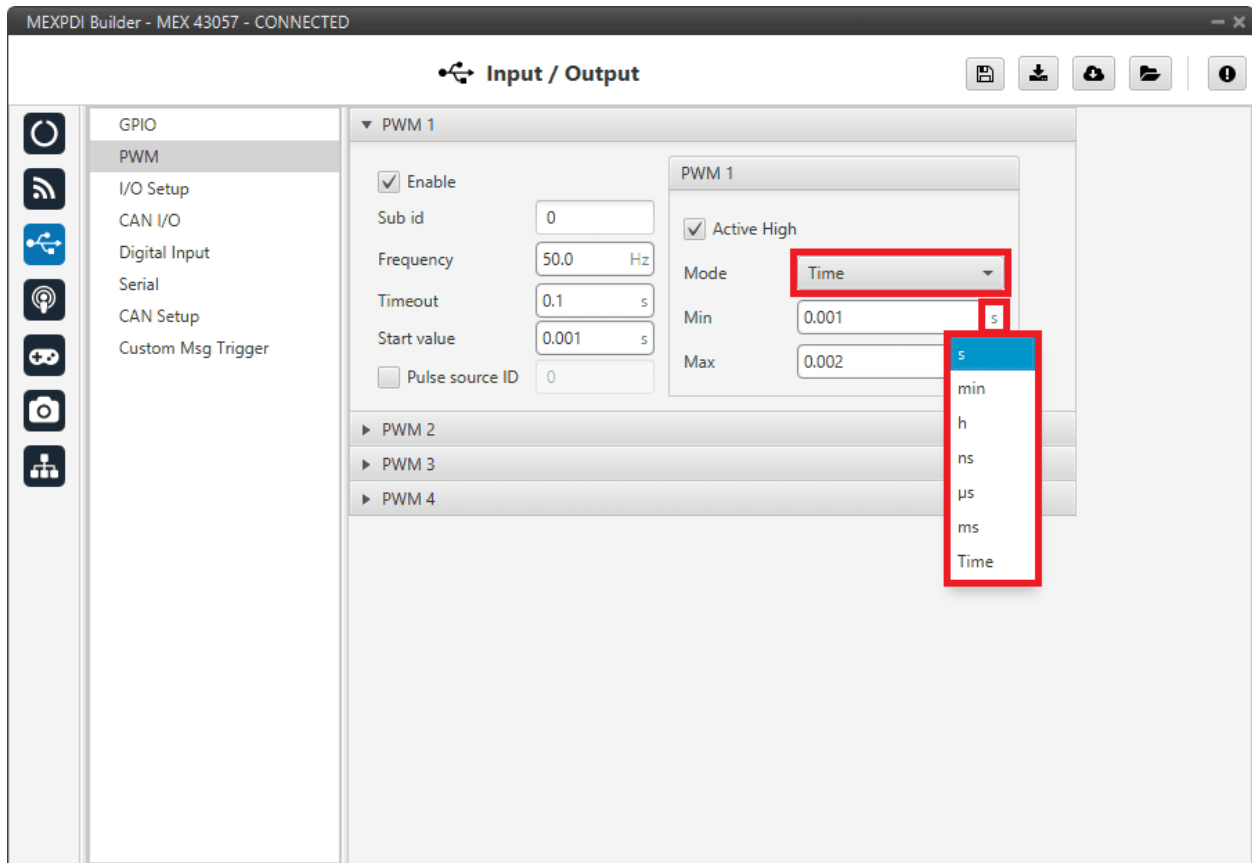 MEXPDI Builder - MEX 43057 - CONNECTED
Input / Output
GPIO
PWM
I/O Setup
CAN I/O
Digital Input
Serial
CAN Setup
Custom Msg Trigger
PWM 1
Enable
Sub id 0
Frequency 50.0 Hz
Timeout 0.1 s
Start value 0.001 s
Pulse source ID 0
PWM 1
Active High
Mode Time
Min 0.001 s
Max 0.002
s
min
h
ns
µs
ms
Time
PWM 2
PWM 3
PWM 4